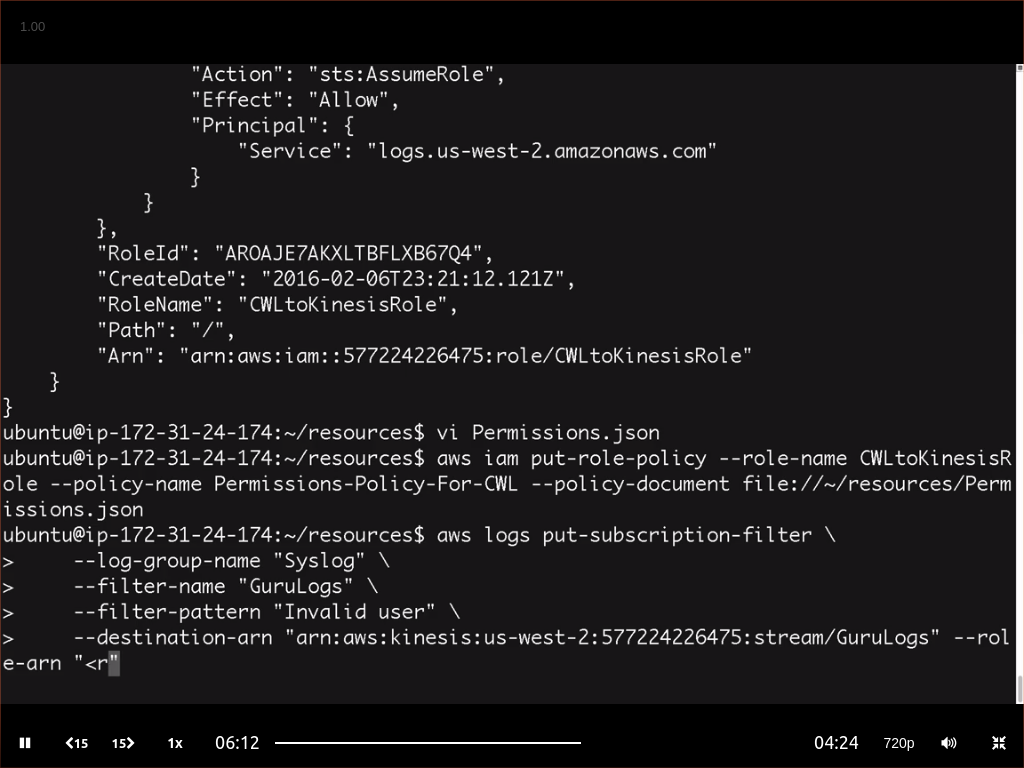 1.00
"Action": "sts:AssumeRole",
"Effect": "Allow",
"Principal": {
"Service": "logs.us-west-2.amazonaws.com"
}
}
},
"RoleId": "AROAJE7AKXLTBFLXB67Q4",
"CreateDate": "2016-02-06T23:21:12.121Z",
"RoleName": "CWLtoKinesisRole",
"Path": "/",
"Arn": "arn:aws:iam::577224226475:role/CWLtoKinesisRole"
}
}
ubuntu@ip-172-31-24-174:~/resources$ vi Permissions.json
ubuntu@ip-172-31-24-174:~/resources$ aws iam put-role-policy --role-name CWLtoKinesisR
ole --policy-name Permissions-Policy-For-CWL --policy-document file://~/resources/Perm
issions.json
ubuntu@ip-172-31-24-174:~/resources$ aws logs put-subscription-filter \
> --log-group-name "Syslog" \
> --filter-name "GuruLogs" \
> --filter-pattern "Invalid user" \
> --destination-arn "arn:aws:kinesis:us-west-2:577224226475:stream/GuruLogs" --rol
e-arn "<r"
15 15 1x 06:12 04:24 720p